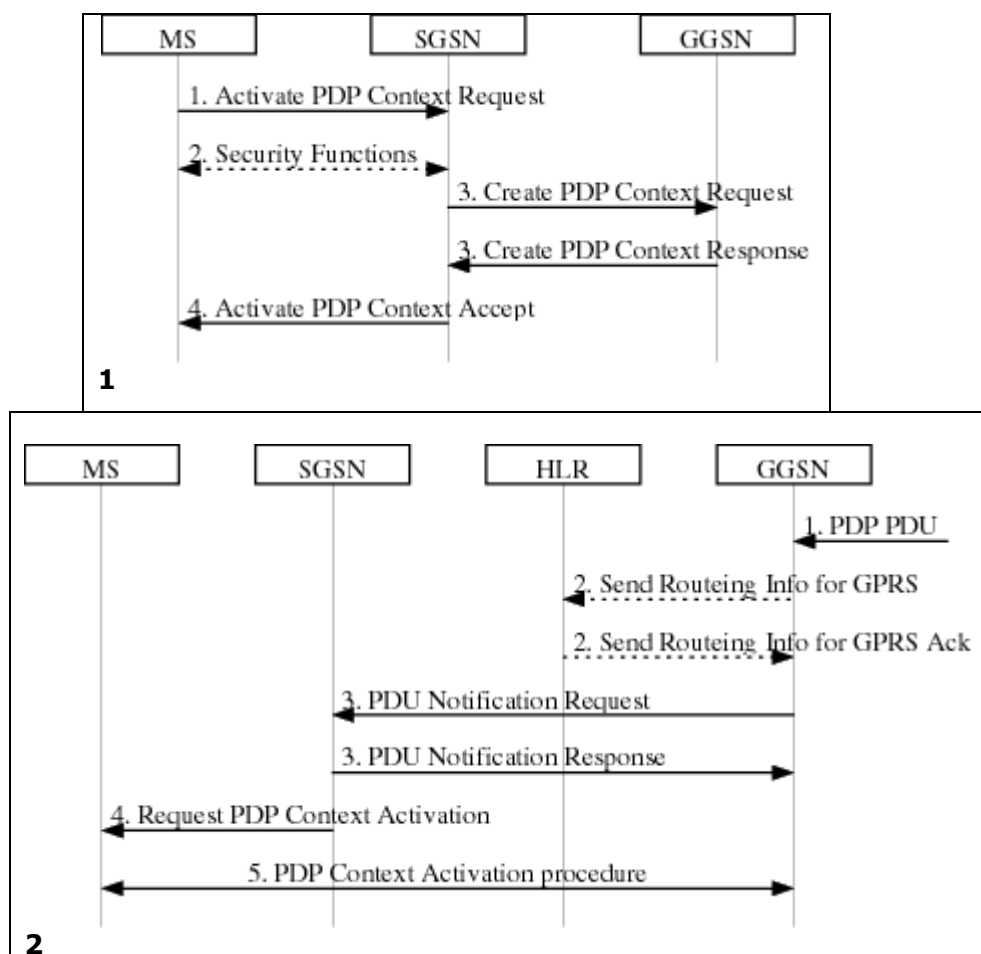 MS SGSN GGSN
1. Activate PDP Context Request
2. Security Functions
3. Create PDP Context Request
3. Create PDP Context Response
4. Activate PDP Context Accept
1
MS SGSN HLR GGSN
1. PDP PDU
2. Send Routeing Info for GPRS
2. Send Routeing Info for GPRS Ack
3. PDU Notification Request
3. PDU Notification Response
4. Request PDP Context Activation
5. PDP Context Activation procedure
2